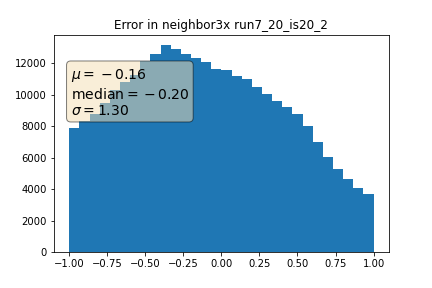 Error in neighbor3x run7_20_is20_2
12000
10000
8000
6000
4000
2000
0
μ = −0.16
median = −0.20
σ = 1.30
−1.00 −0.75 −0.50 −0.25 0.00 0.25 0.50 0.75 1.00